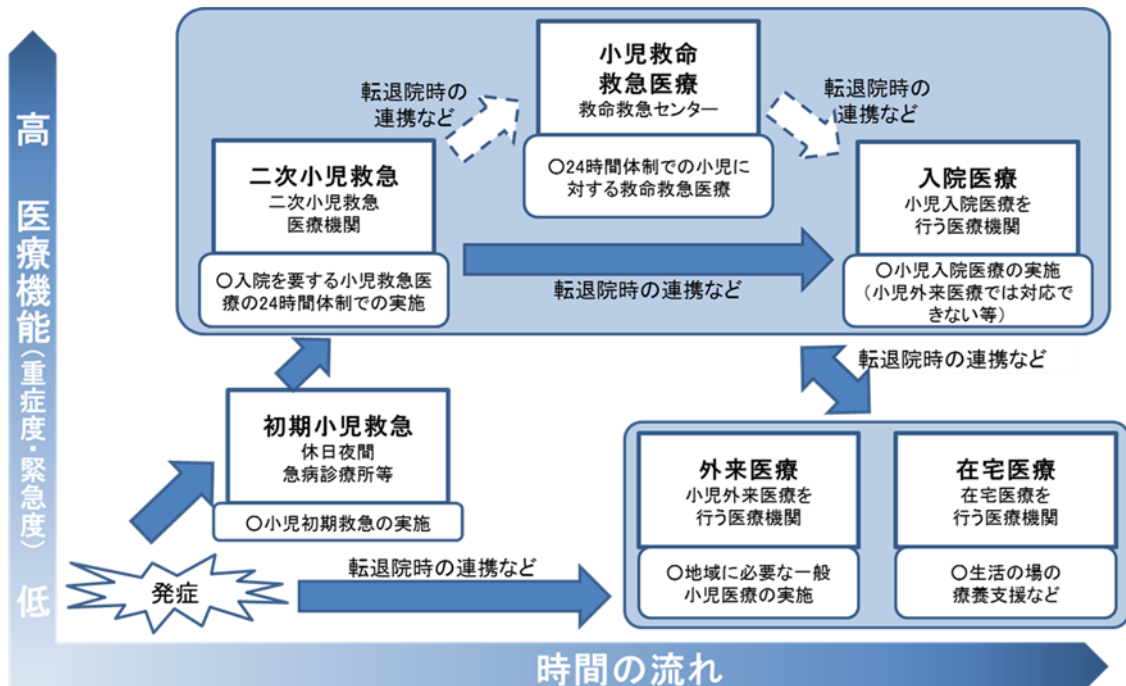 高 医療機能(重症度・緊急度) 低
小児救命
救急医療
救命救急センター
○24時間体制での小児に
対する救命救急医療
転退院時の
連携など
転退院時の
連携など
二次小児救急
二次小児救急
医療機関
○入院を要する小児救急医
療の24時間体制での実施
転退院時の連携など
入院医療
小児入院医療を
行う医療機関
○小児入院医療の実施
(小児外来医療では対応で
きない等)
転退院時の連携など
初期小児救急
休日夜間
急病診療所等
○小児初期救急の実施
発症
転退院時の連携など
外来医療
小児外来医療を
行う医療機関
○地域に必要な一般
小児医療の実施
在宅医療
在宅医療を
行う医療機関
○生活の場の
療養支援など
時間の流れ